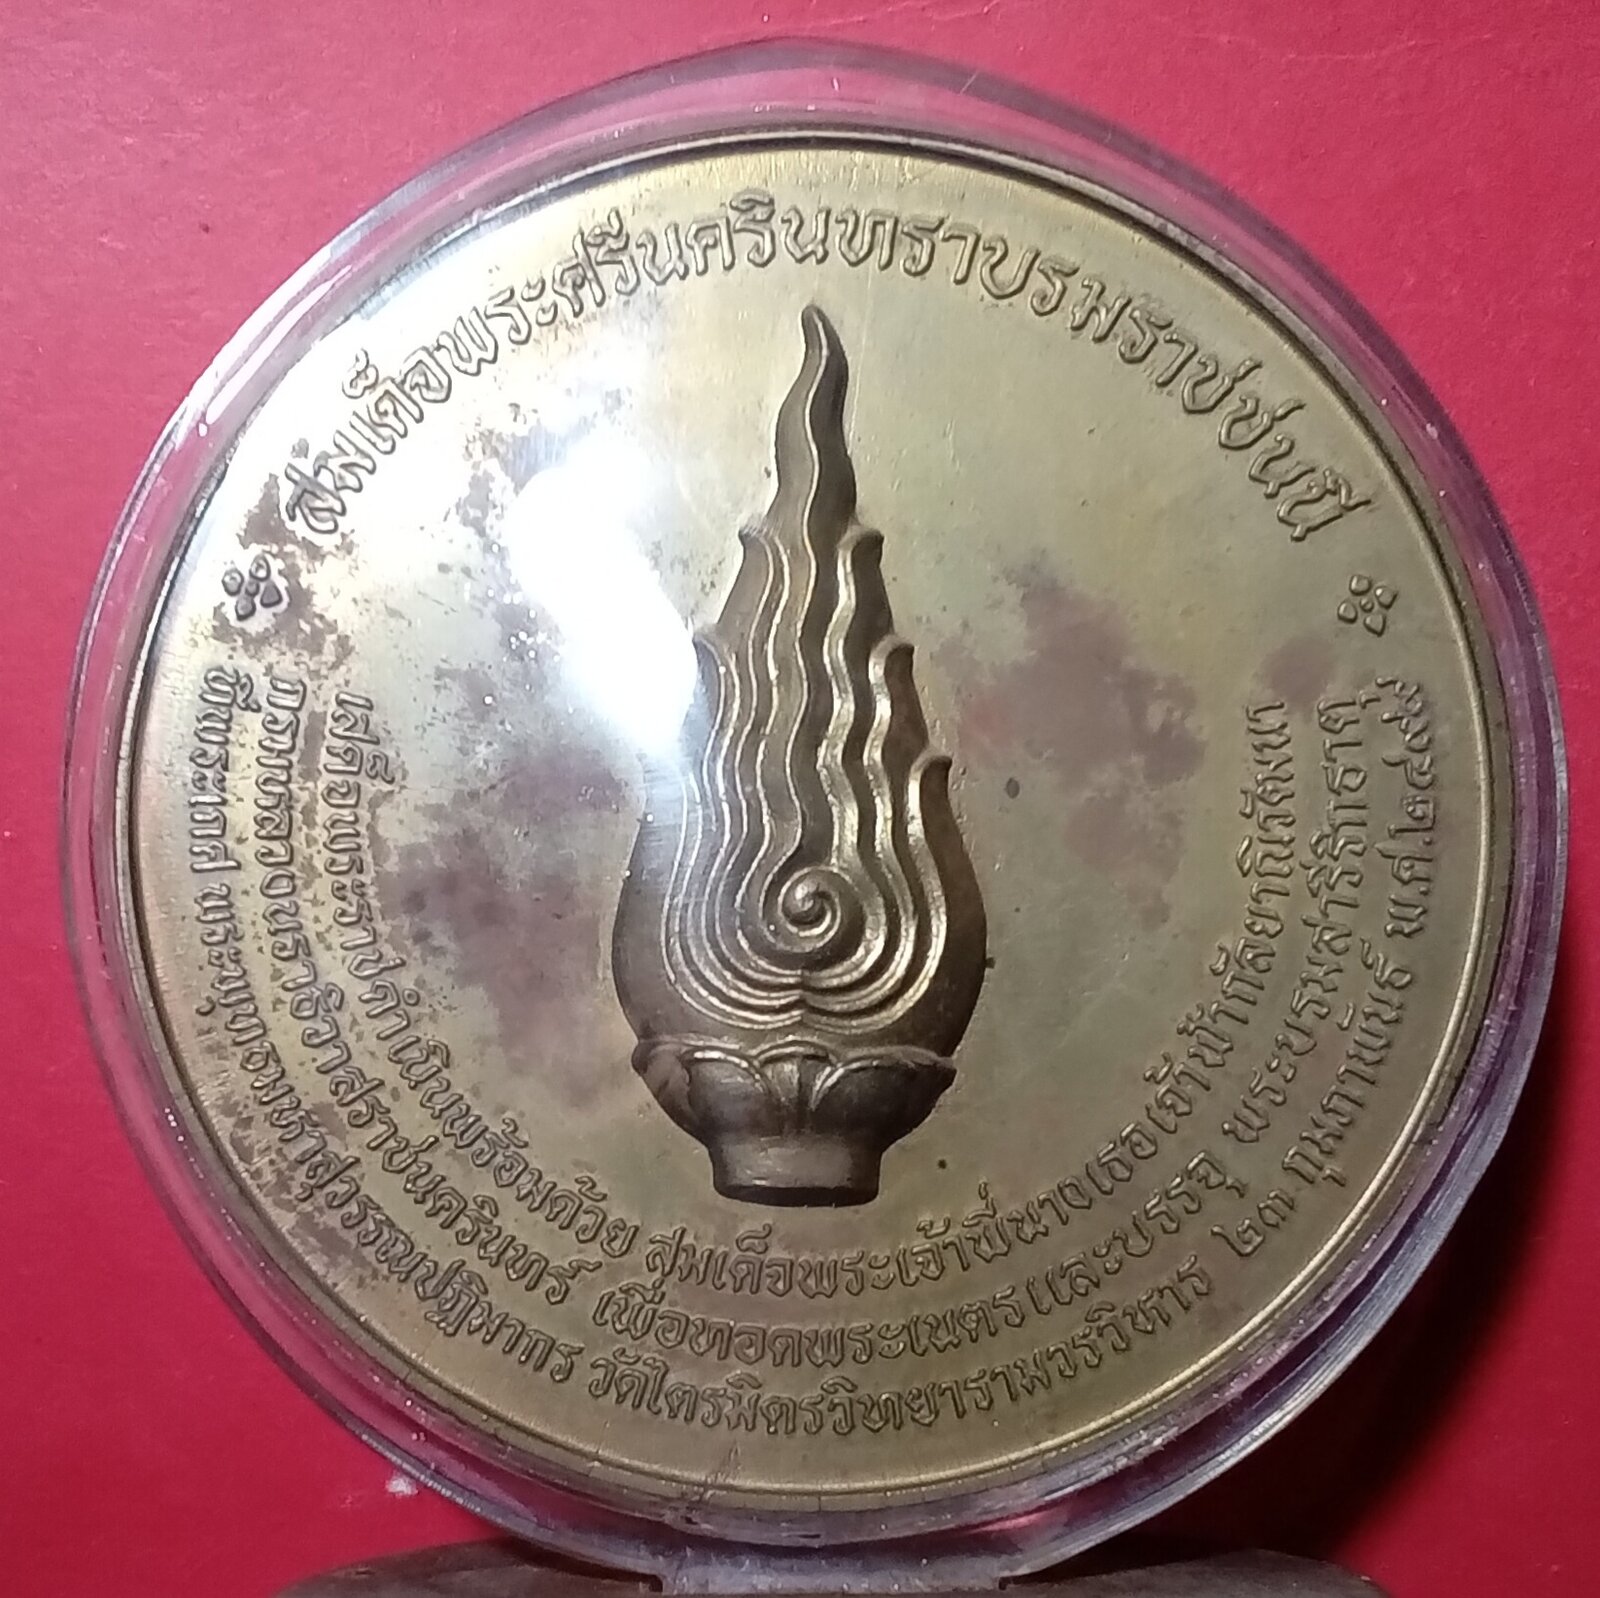 สมเด็จพระศรีนครินทราบรมราชชนนี
เสด็จพระราชดำเนินพร้อมด้วย สมเด็จพระเจ้าพี่นางเธอเจ้าฟ้ากัลยาณิวัฒนา
กรมหลวงนราธิวาสราชนครินทร์ เพื่อทอดพระเนตรและบรรจุ พระบรมสารีริกธาตุ
ที่พระเกศ พระพุทธมหาสุวรรณปฏิมากร วัดไตรมิตรวิทยารามวรวิหาร ๒๓ กุมภาพันธ์ พ.ศ.๒๔๙๘